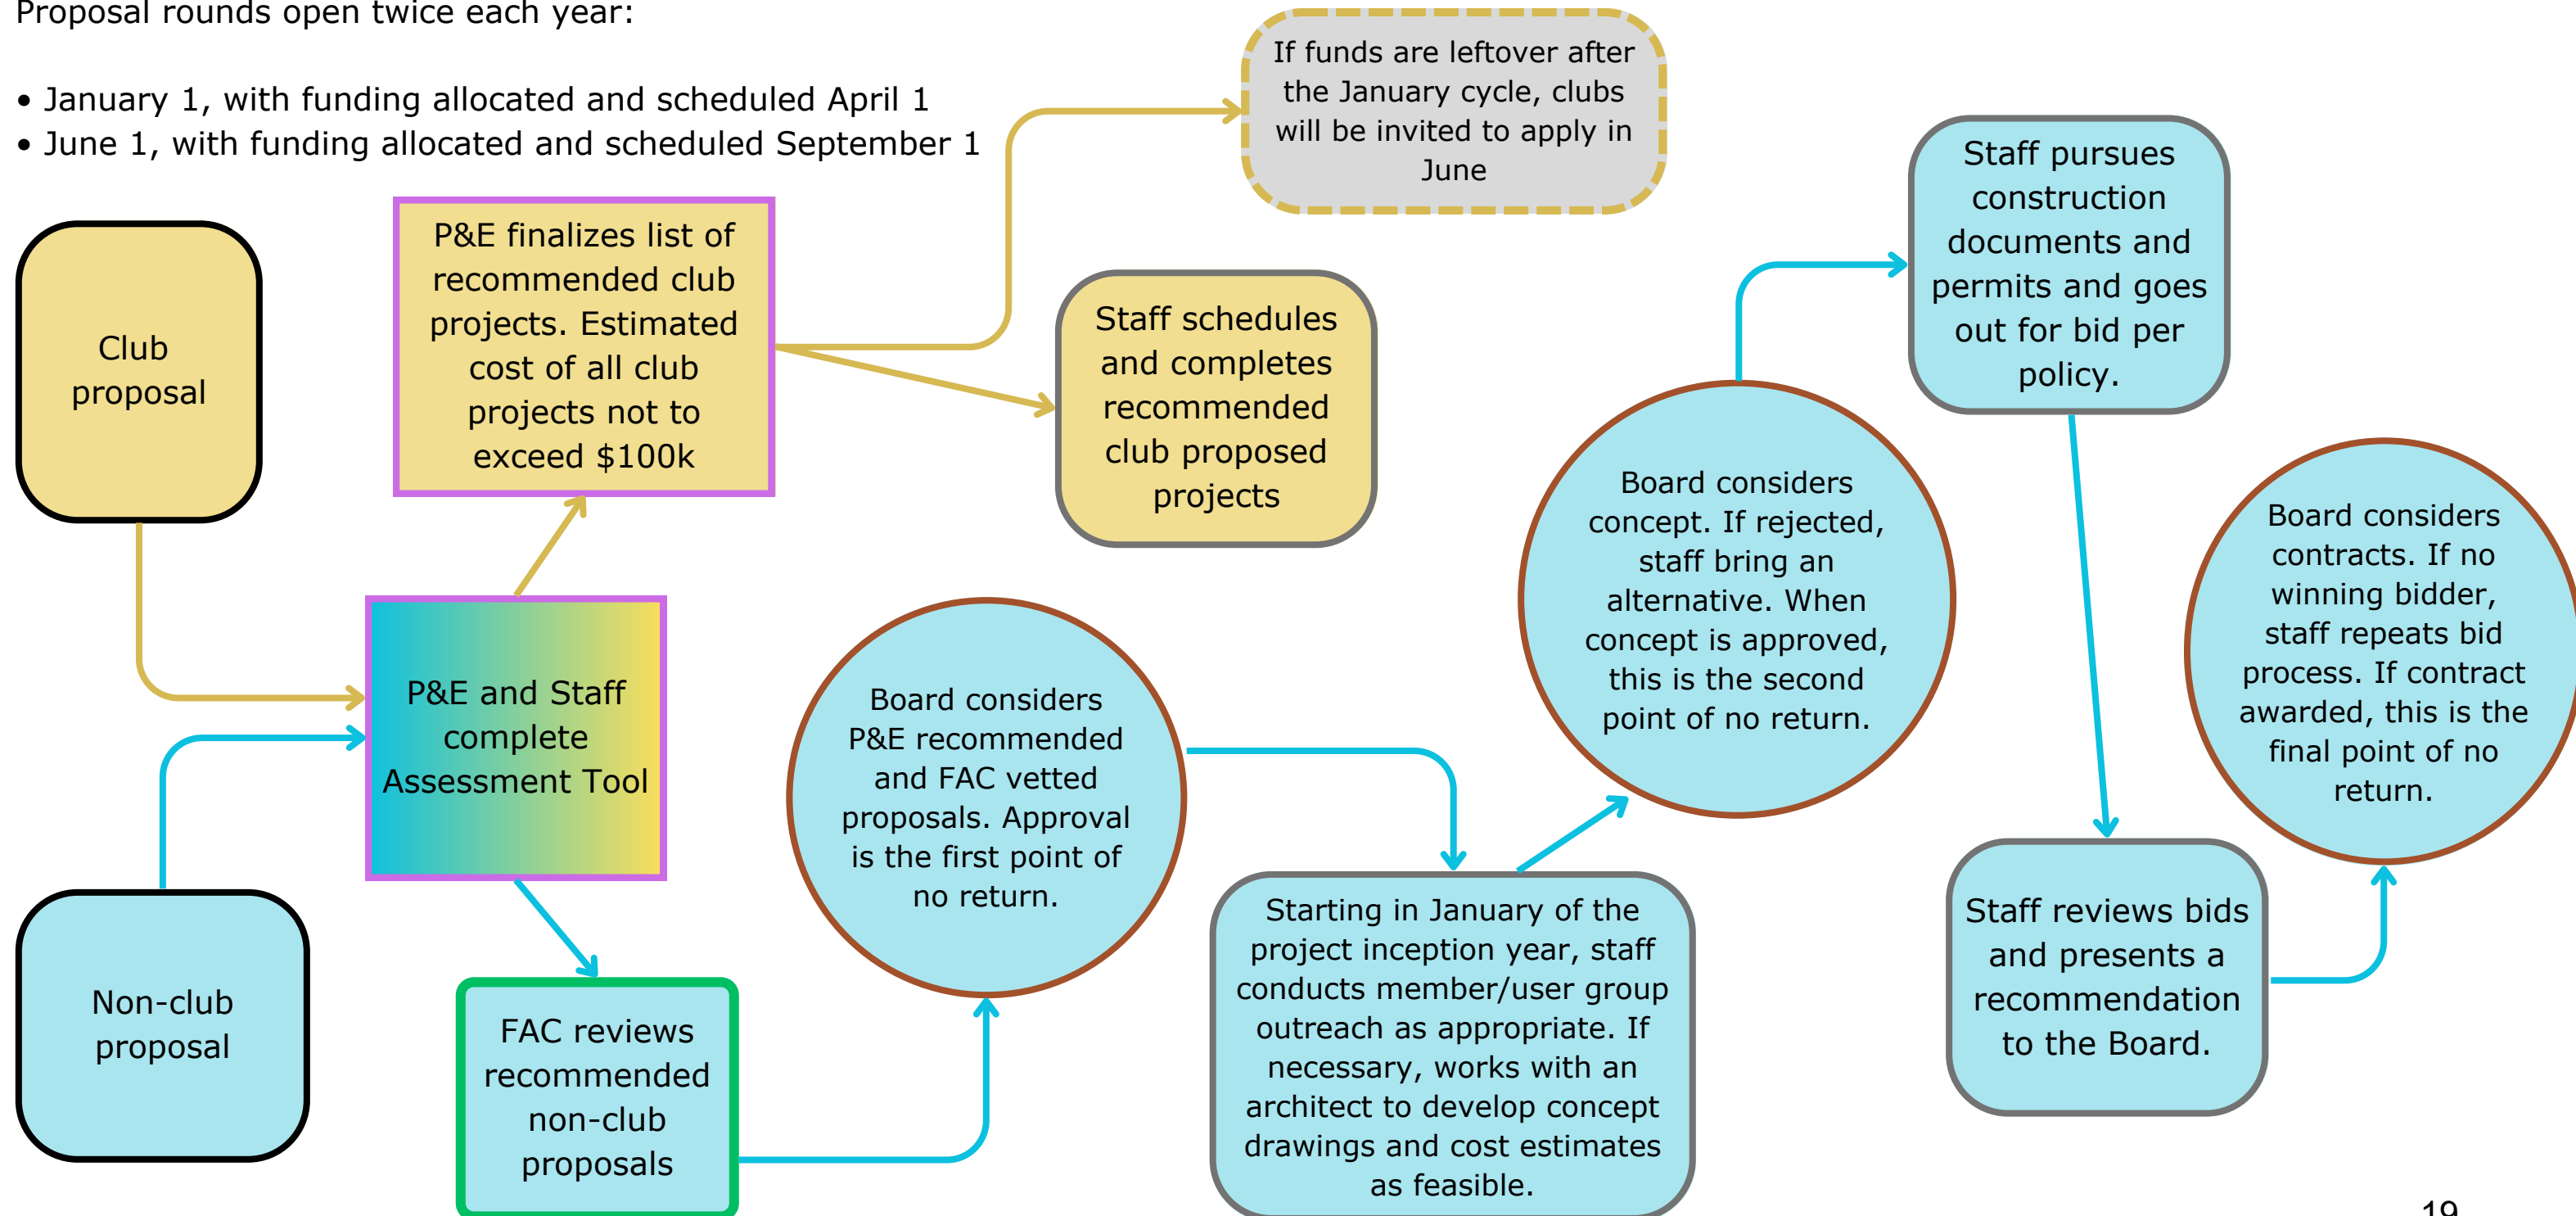 Proposal rounds open twice each year:
• January 1, with funding allocated and scheduled April 1
• June 1, with funding allocated and scheduled September 1
Club
proposal
Non-club
proposal
P&E and Staff
complete
Assessment Tool
P&E finalizes list of
recommended club
projects. Estimated
cost of all club
projects not to
exceed $100k
If funds are leftover after
the January cycle, clubs
will be invited to apply in
June
Staff schedules
and completes
recommended
club proposed
projects
FAC reviews
recommended
non-club
proposals
Board considers
P&E recommended
and FAC vetted
proposals. Approval
is the first point of
no return.
Starting in January of the
project inception year, staff
conducts member/user group
outreach as appropriate. If
necessary, works with an
architect to develop concept
drawings and cost estimates
as feasible.
Board considers
concept. If rejected,
staff bring an
alternative. When
concept is approved,
this is the second
point of no return.
Staff pursues
construction
documents and
permits and goes
out for bid per
policy.
Staff reviews bids
and presents a
recommendation
to the Board.
Board considers
contracts. If no
winning bidder,
staff repeats bid
process. If contract
awarded, this is the
final point of no
return.
19